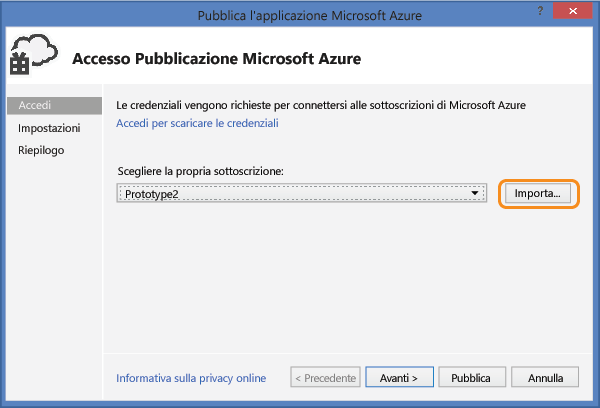 Pubblica l'applicazione Microsoft Azure
?
Accesso Pubblicazione Microsoft Azure
Accedi
Impostazioni
Riepilogo
Le credenziali vengono richieste per connettersi alle sottoscrizioni di Microsoft Azure
Accedi per scaricare le credenziali
Scegliere la propria sottoscrizione:
Prototype2
Importa...
Informativa sulla privacy online
< Precedente
Avanti >
Pubblica
Annulla